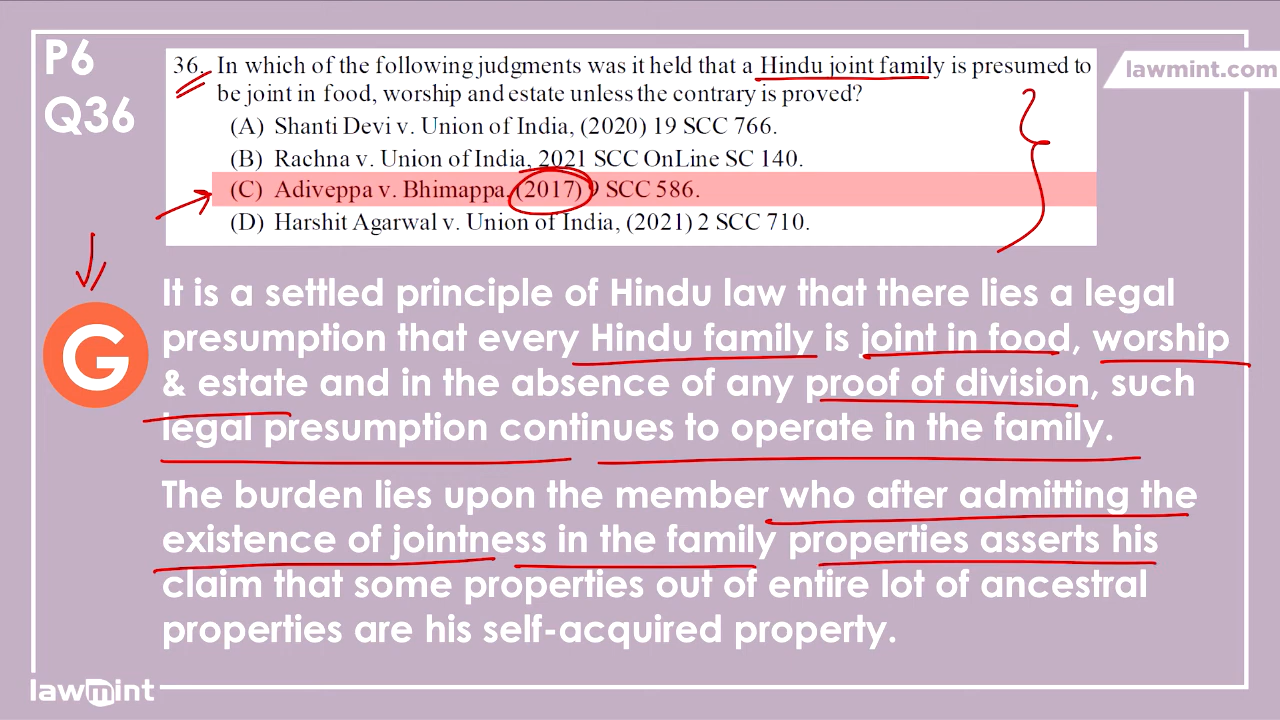 P6
Q36
36. In which of the following judgments was it held that a Hindu joint family is presumed to
be joint in food, worship and estate unless the contrary is proved?
(A) Shanti Devi v. Union of India, (2020) 19 SCC 766.
(B) Rachna v. Union of India, 2021 SCC OnLine SC 140.
(C) Adiveppa v. Bhimappa, (2017) 9 SCC 586.
(D) Harshit Agarwal v. Union of India, (2021) 2 SCC 710.
lawmint.com
G
It is a settled principle of Hindu law that there lies a legal
presumption that every Hindu family is joint in food, worship
& estate and in the absence of any proof of division, such
legal presumption continues to operate in the family.
The burden lies upon the member who after admitting the
existence of jointness in the family properties asserts his
claim that some properties out of entire lot of ancestral
properties are his self-acquired property.
lawmint